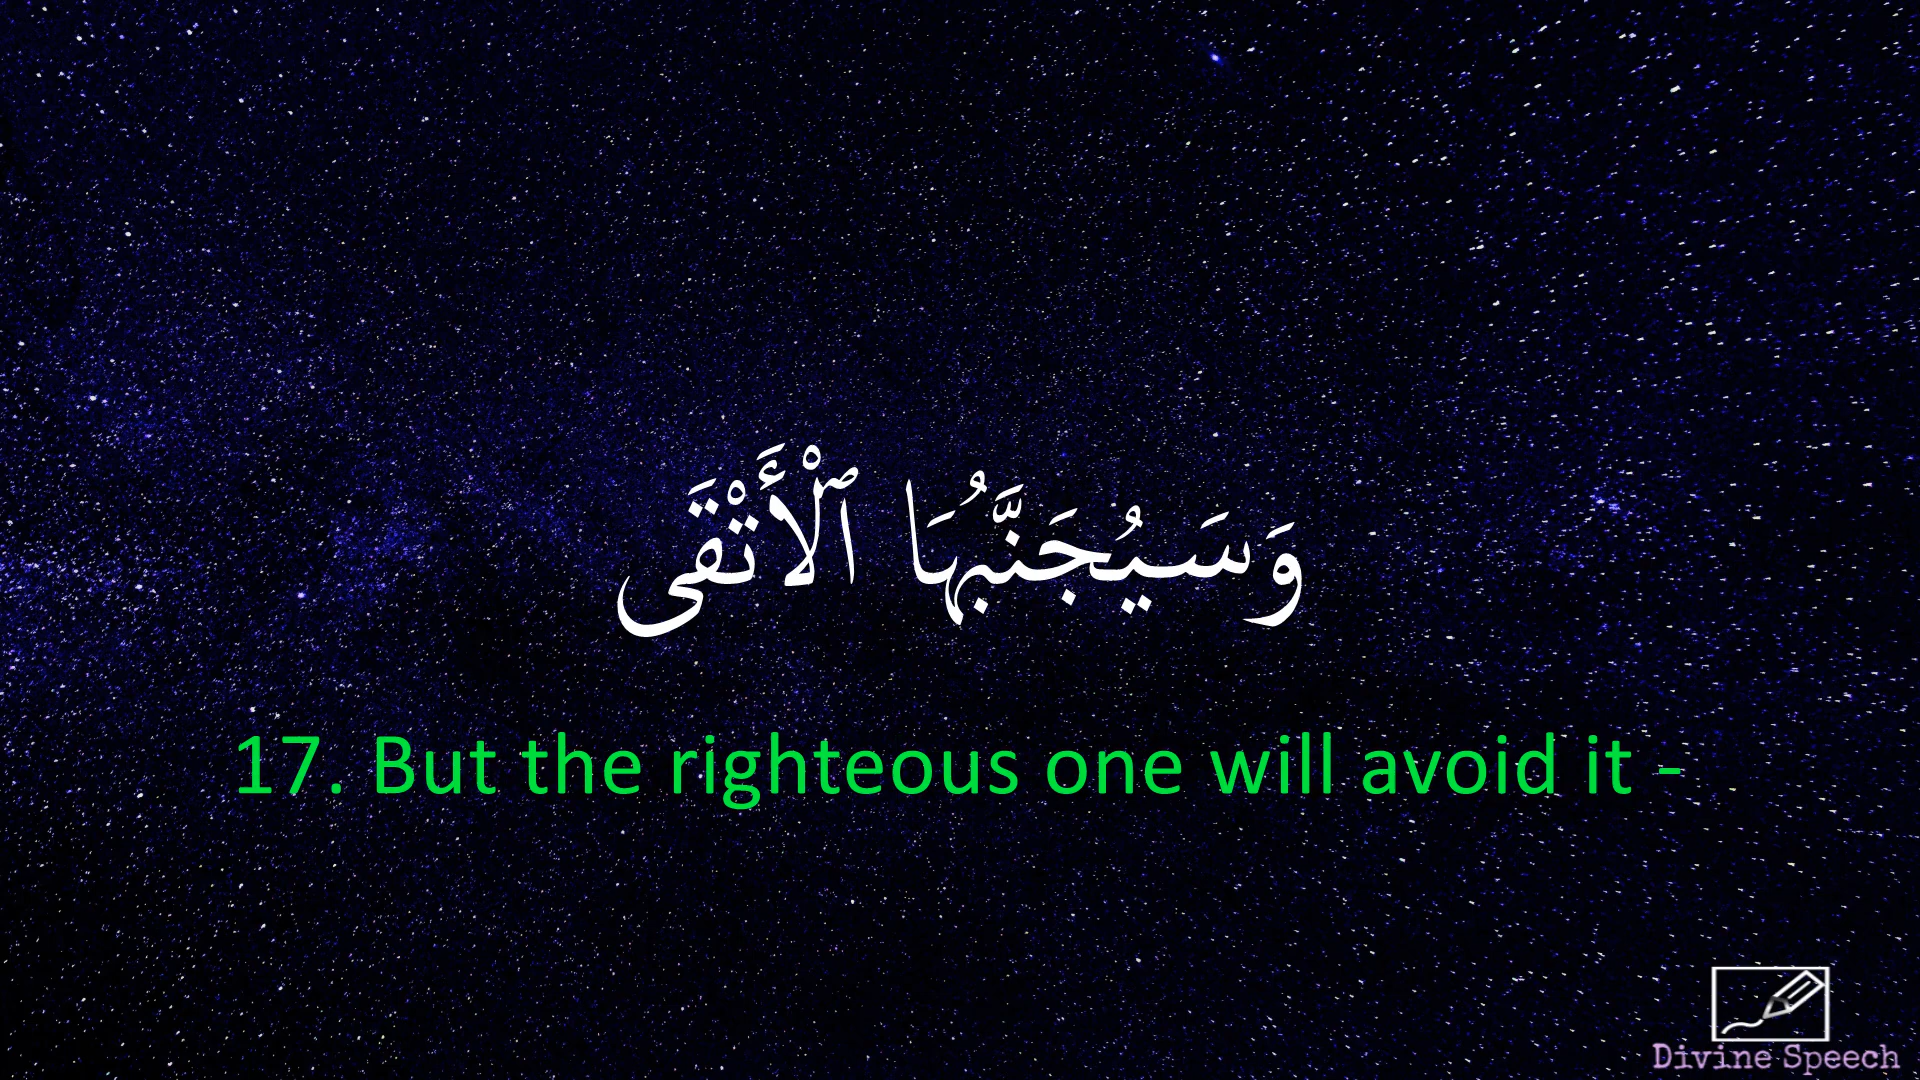 وَسَيُجَنَّبُهَا ٱلْأَتْقَى
17. But the righteous one will avoid it -
Divine Speech